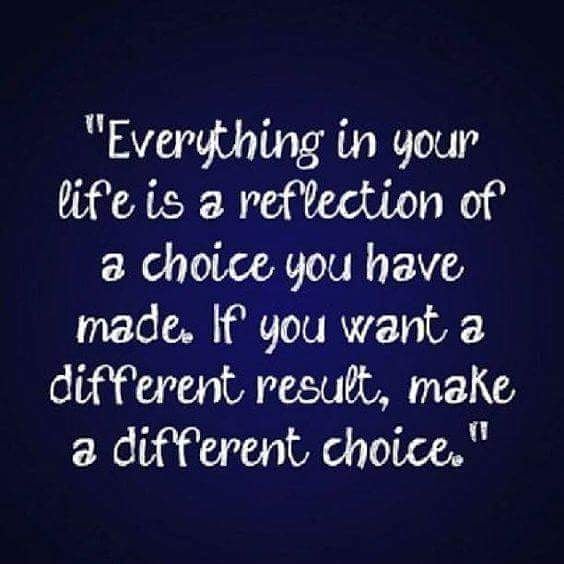 "Everything in your
life is a reflection of
a choice you have
made. If you want a
different result, make
a different choice."